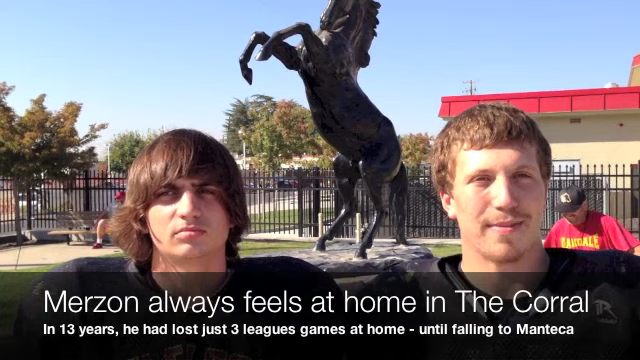 OAKDALE
Merzon always feels at home in The Corral
In 13 years, he had lost just 3 leagues games at home - until falling to Manteca